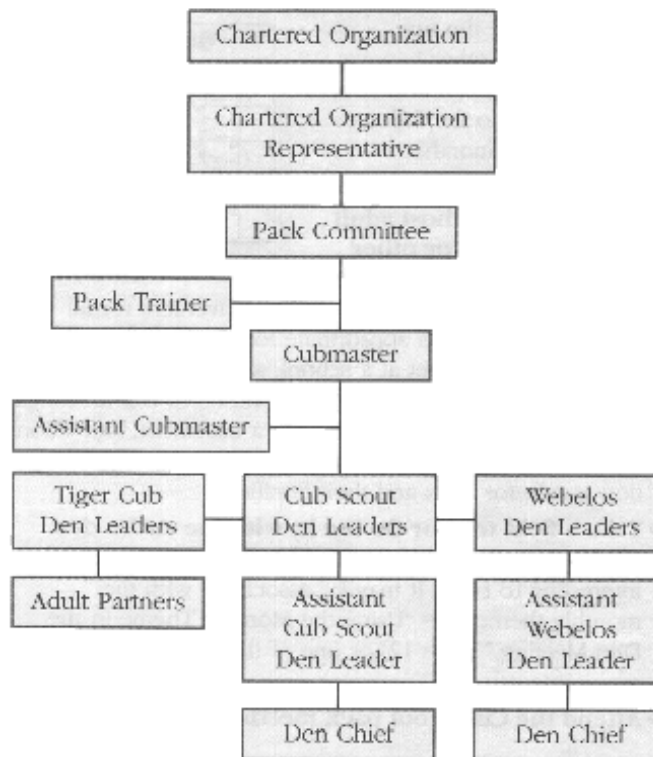 Chartered Organization
Chartered Organization
Representative
Pack Committee
Pack Trainer
Cubmaster
Assistant Cubmaster
Tiger Cub
Den Leaders
Cub Scout
Den Leaders
Webelos
Den Leaders
Adult Partners
Assistant
Cub Scout
Den Leader
Assistant
Webelos
Den Leader
Den Chief
Den Chief